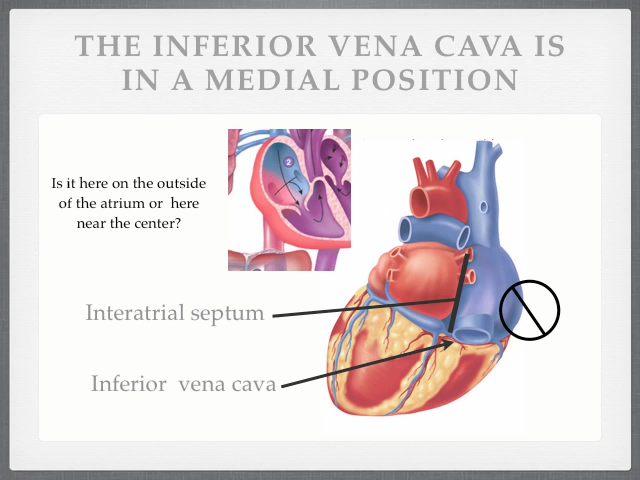 THE INFERIOR VENA CAVA IS
IN A MEDIAL POSITION
Is it here on the outside
of the atrium or here
near the center?
2
Interatrial septum
Inferior vena cava